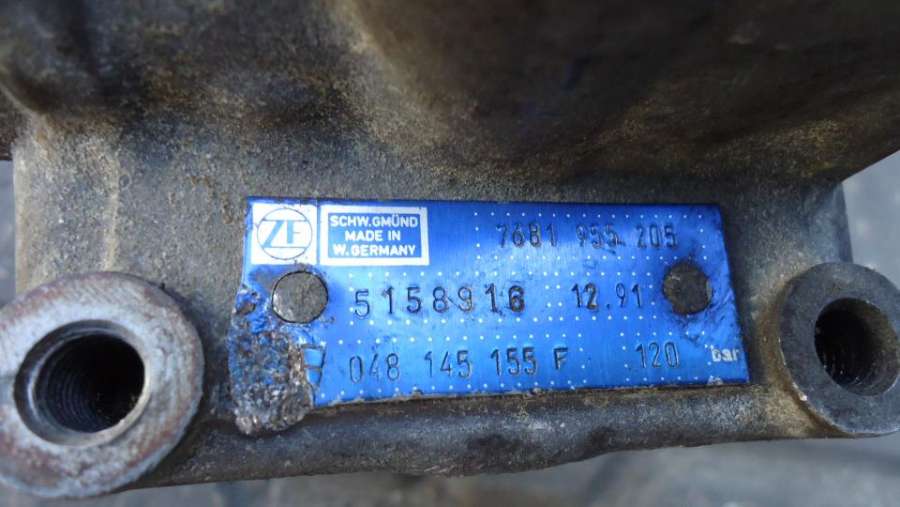 ZF
SCHW.GMÜND
MADE IN
W.GERMANY
7681 955 205
5158916 12.91
H 048 145 155 F 120 bar